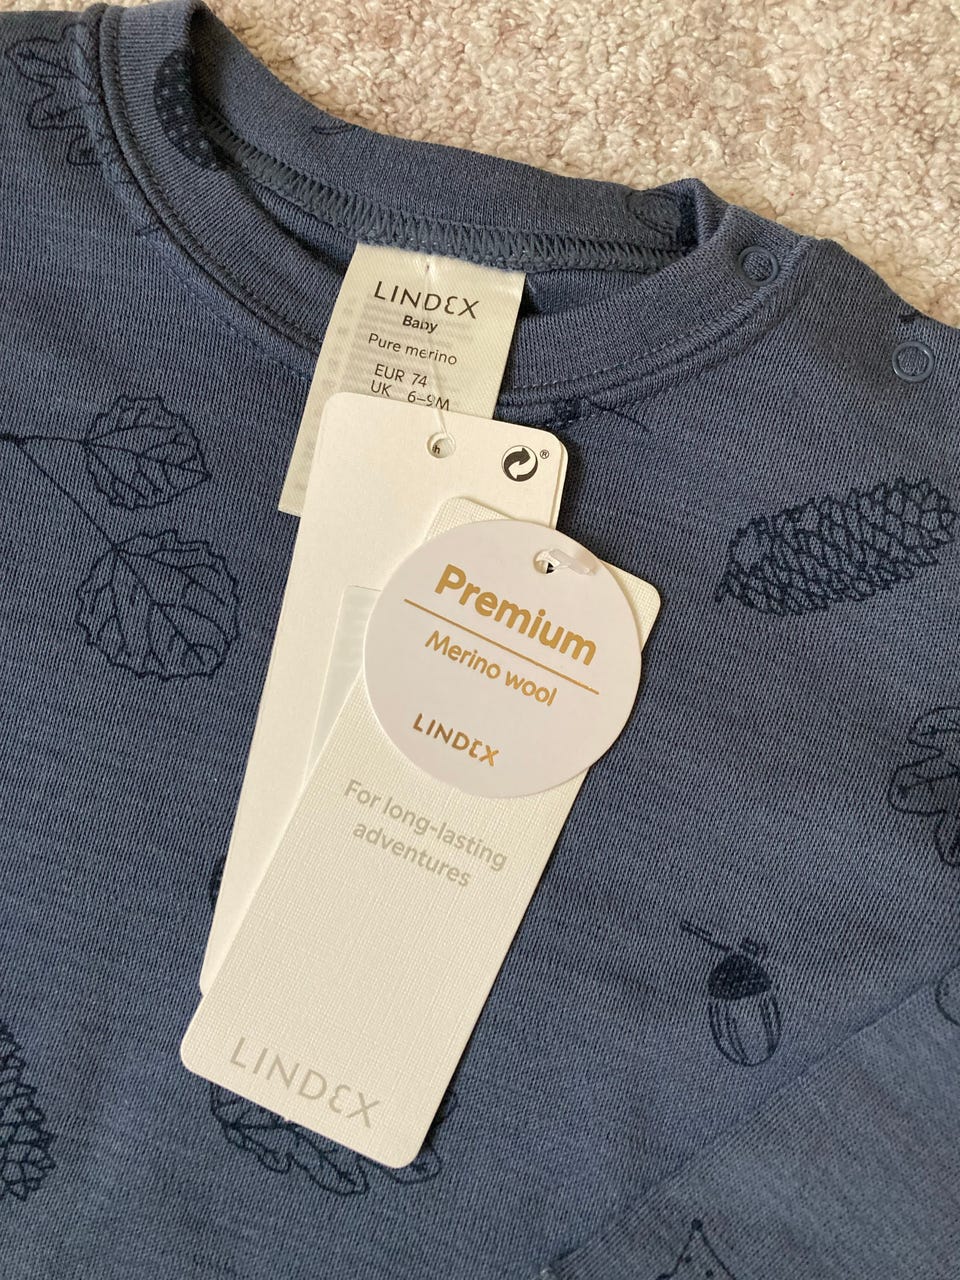 LINDEX
Baby
Pure merino
EUR 74
UK 6–9M
®
Premium
Merino wool
LINDEX
For long-lasting
adventures
LINDEX